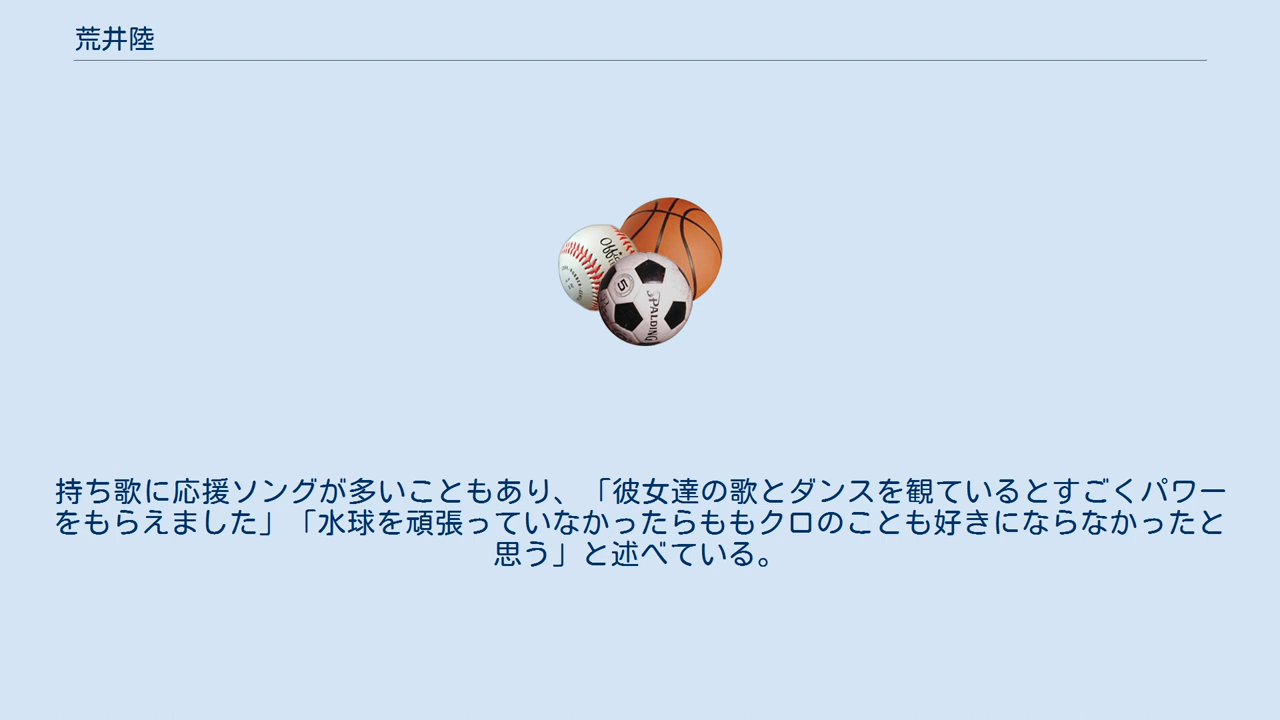 荒井陸
Offic
5
SPALDING
持ち歌に応援ソングが多いこともあり、「彼女達の歌とダンスを観ているとすごくパワー
をもらえました」「水球を頑張っていなかったらももクロのことも好きにならなかったと
思う」と述べている。